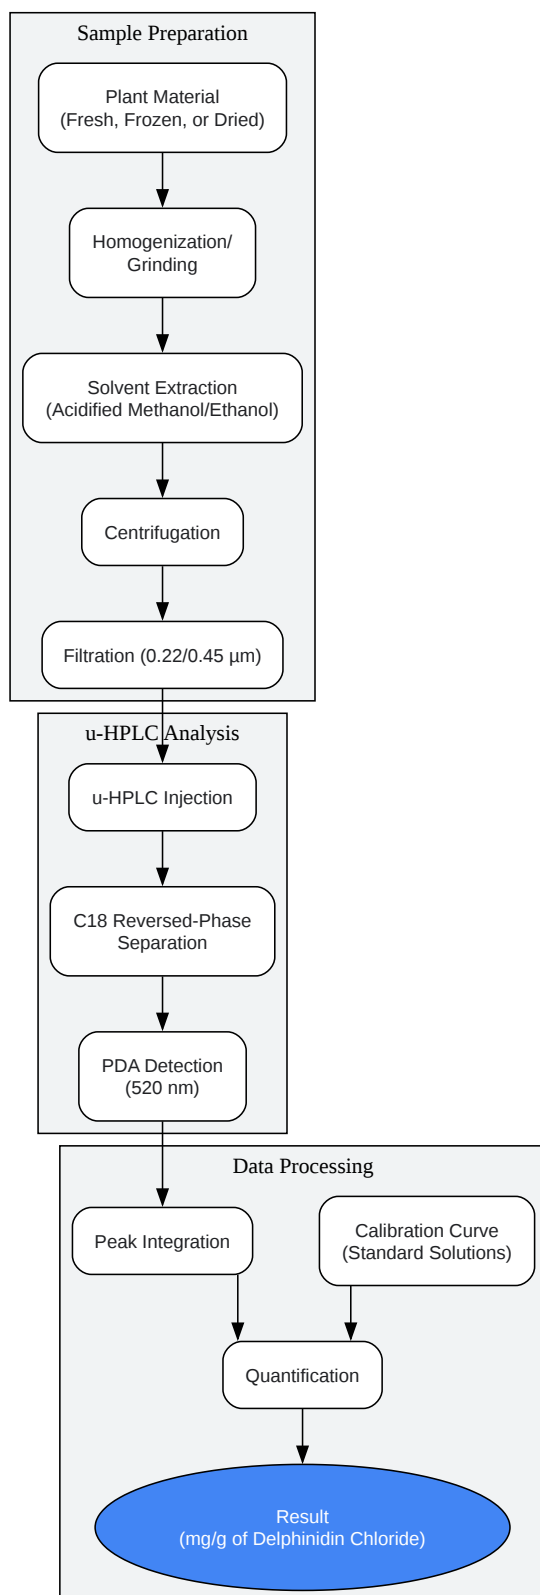 Sample Preparation
Plant Material
(Fresh, Frozen, or Dried)
Homogenization/
Grinding
Solvent Extraction
(Acidified Methanol/Ethanol)
Centrifugation
Filtration (0.22/0.45 µm)
u-HPLC Analysis
u-HPLC Injection
C18 Reversed-Phase
Separation
PDA Detection
(520 nm)
Data Processing
Peak Integration
Calibration Curve
(Standard Solutions)
Quantification
Result
(mg/g of Delphinidin Chloride)